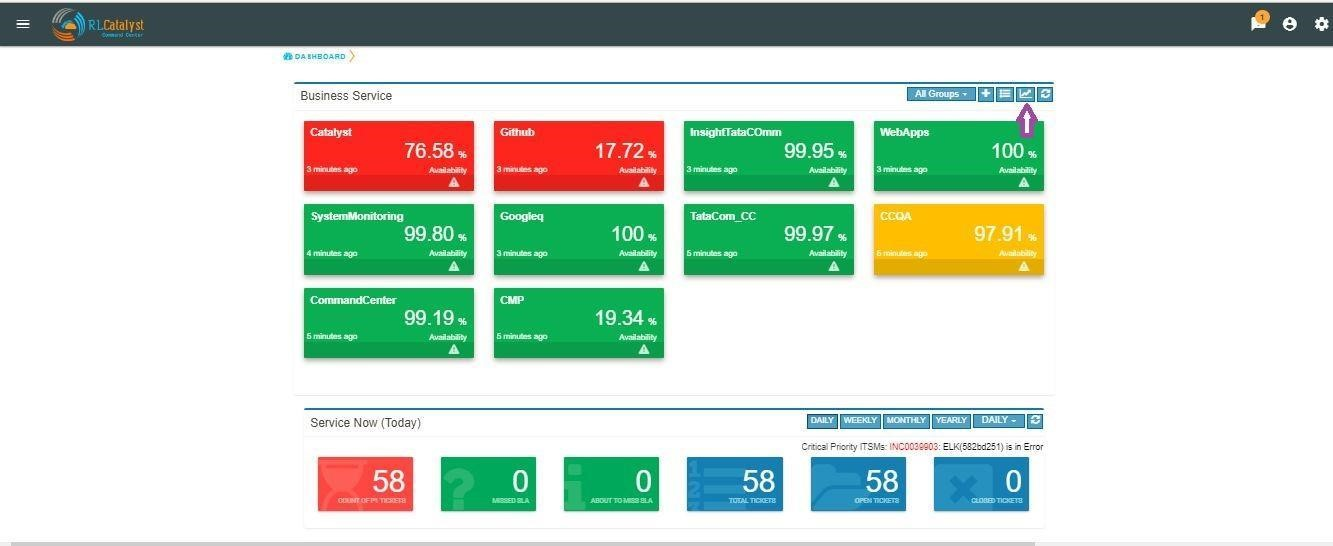 1
RLCatalyst
Command Center
DASHBOARD
Business Service
All Groups
Catalyst
76.58 %
3 minutes ago Availability
Github
17.72 %
3 minutes ago Availability
InsightTataCOmm
99.95 %
3 minutes ago Availability
WebApps
100 %
3 minutes ago Availability
SystemMonitoring
99.80 %
4 minutes ago Availability
Googleq
100 %
3 minutes ago Availability
TataCom_CC
99.97 %
5 minutes ago Availability
CCQA
97.91 %
5 minutes ago Availability
CommandCenter
99.19 %
5 minutes ago Availability
CMP
19.34 %
5 minutes ago Availability
Service Now (Today)
DAILY WEEKLY MONTHLY YEARLY DAILY
Critical Priority ITSMs: INC0039903: ELK(582bd251) is in Error
58
COUNT OF P1 TICKETS
0
MISSED SLA
0
ABOUT TO MISS SLA
58
TOTAL TICKETS
58
OPEN TICKETS
0
CLOSED TICKETS